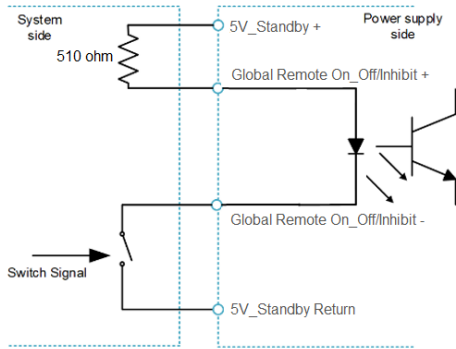 System
side
5V_Standby +
Power supply
side
510 ohm
Global Remote On_Off/Inhibit +
Global Remote On_Off/Inhibit -
Switch Signal
5V_Standby Return